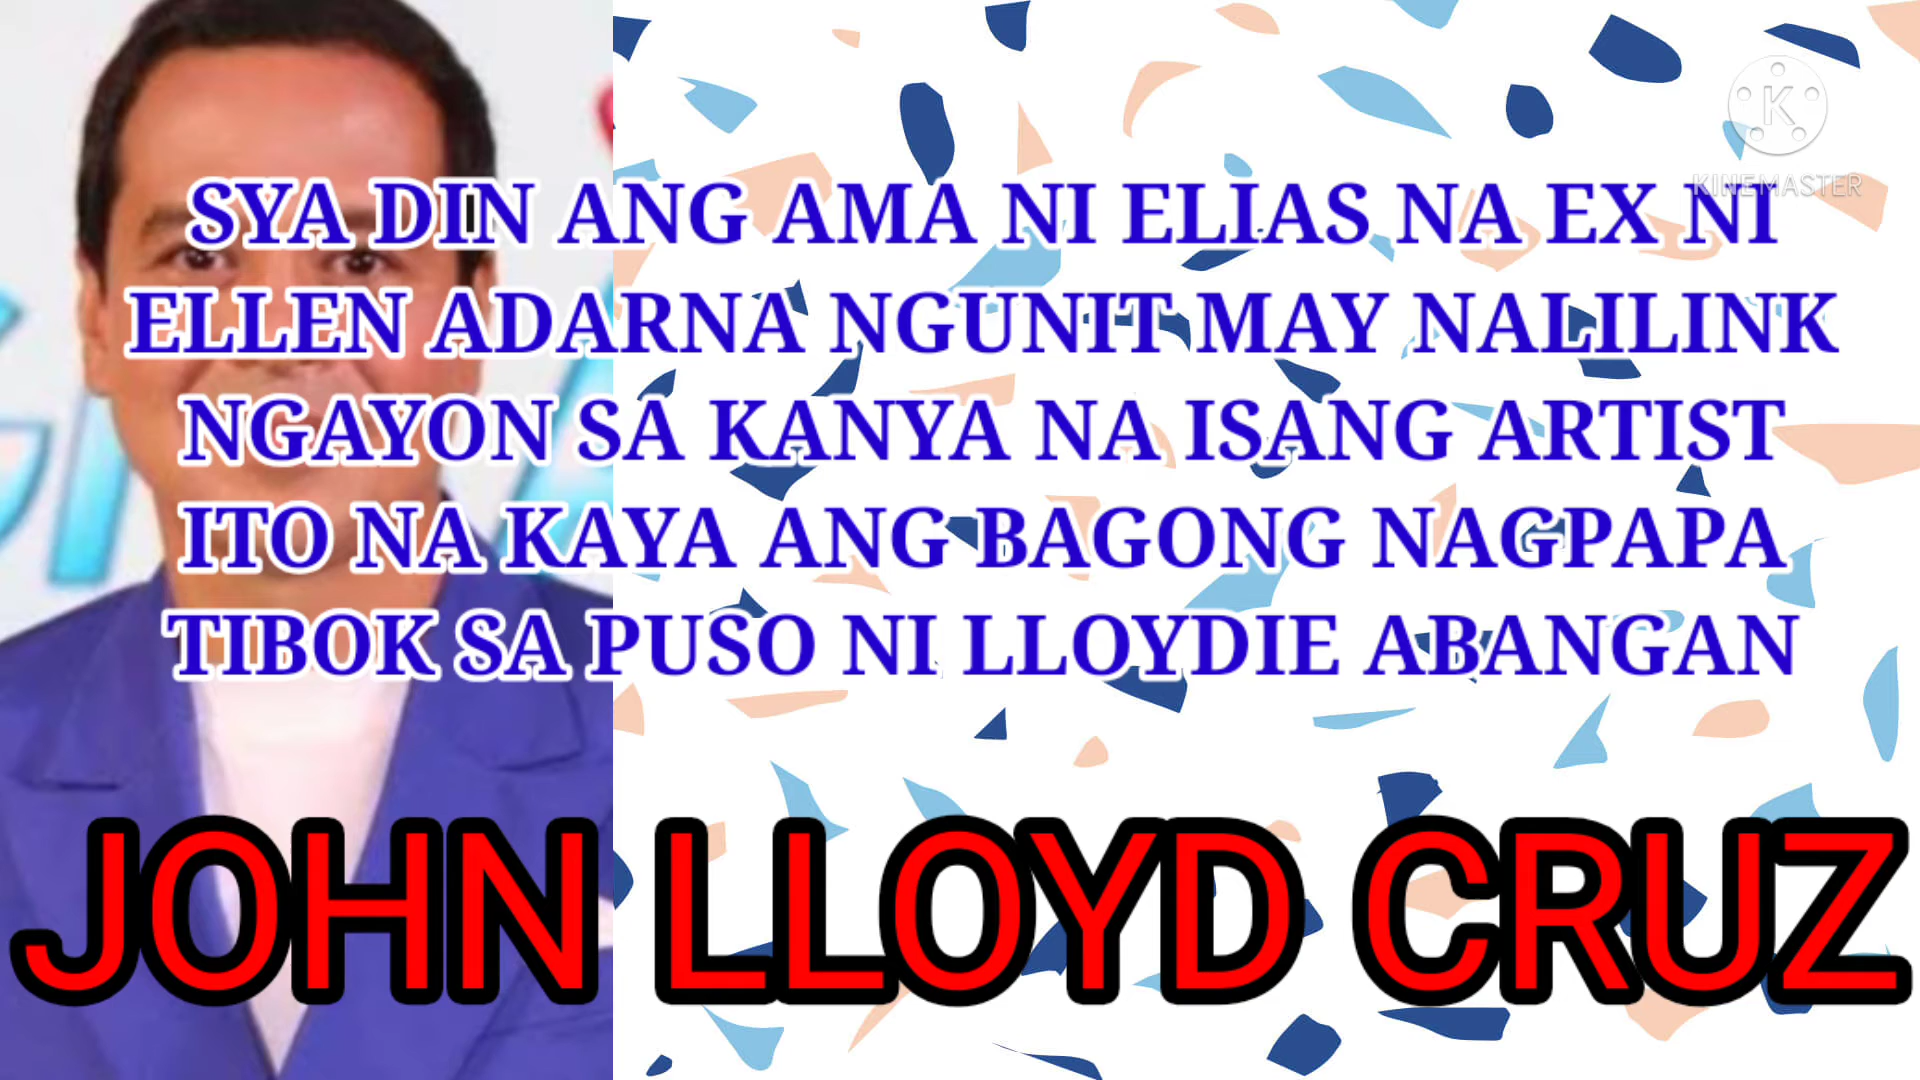 SYA DIN ANG AMA NI ELIAS NA EX NI
ELLEN ADARNA NGUNIT MAY NALILINK
NGAYON SA KANYA NA ISANG ARTIST
ITO NA KAYA ANG BAGONG NAGPAPA
TIBOK SA PUSO NI LLOYDIE ABANGAN
JOHN LLOYD CRUZ
K
KINEMASTER